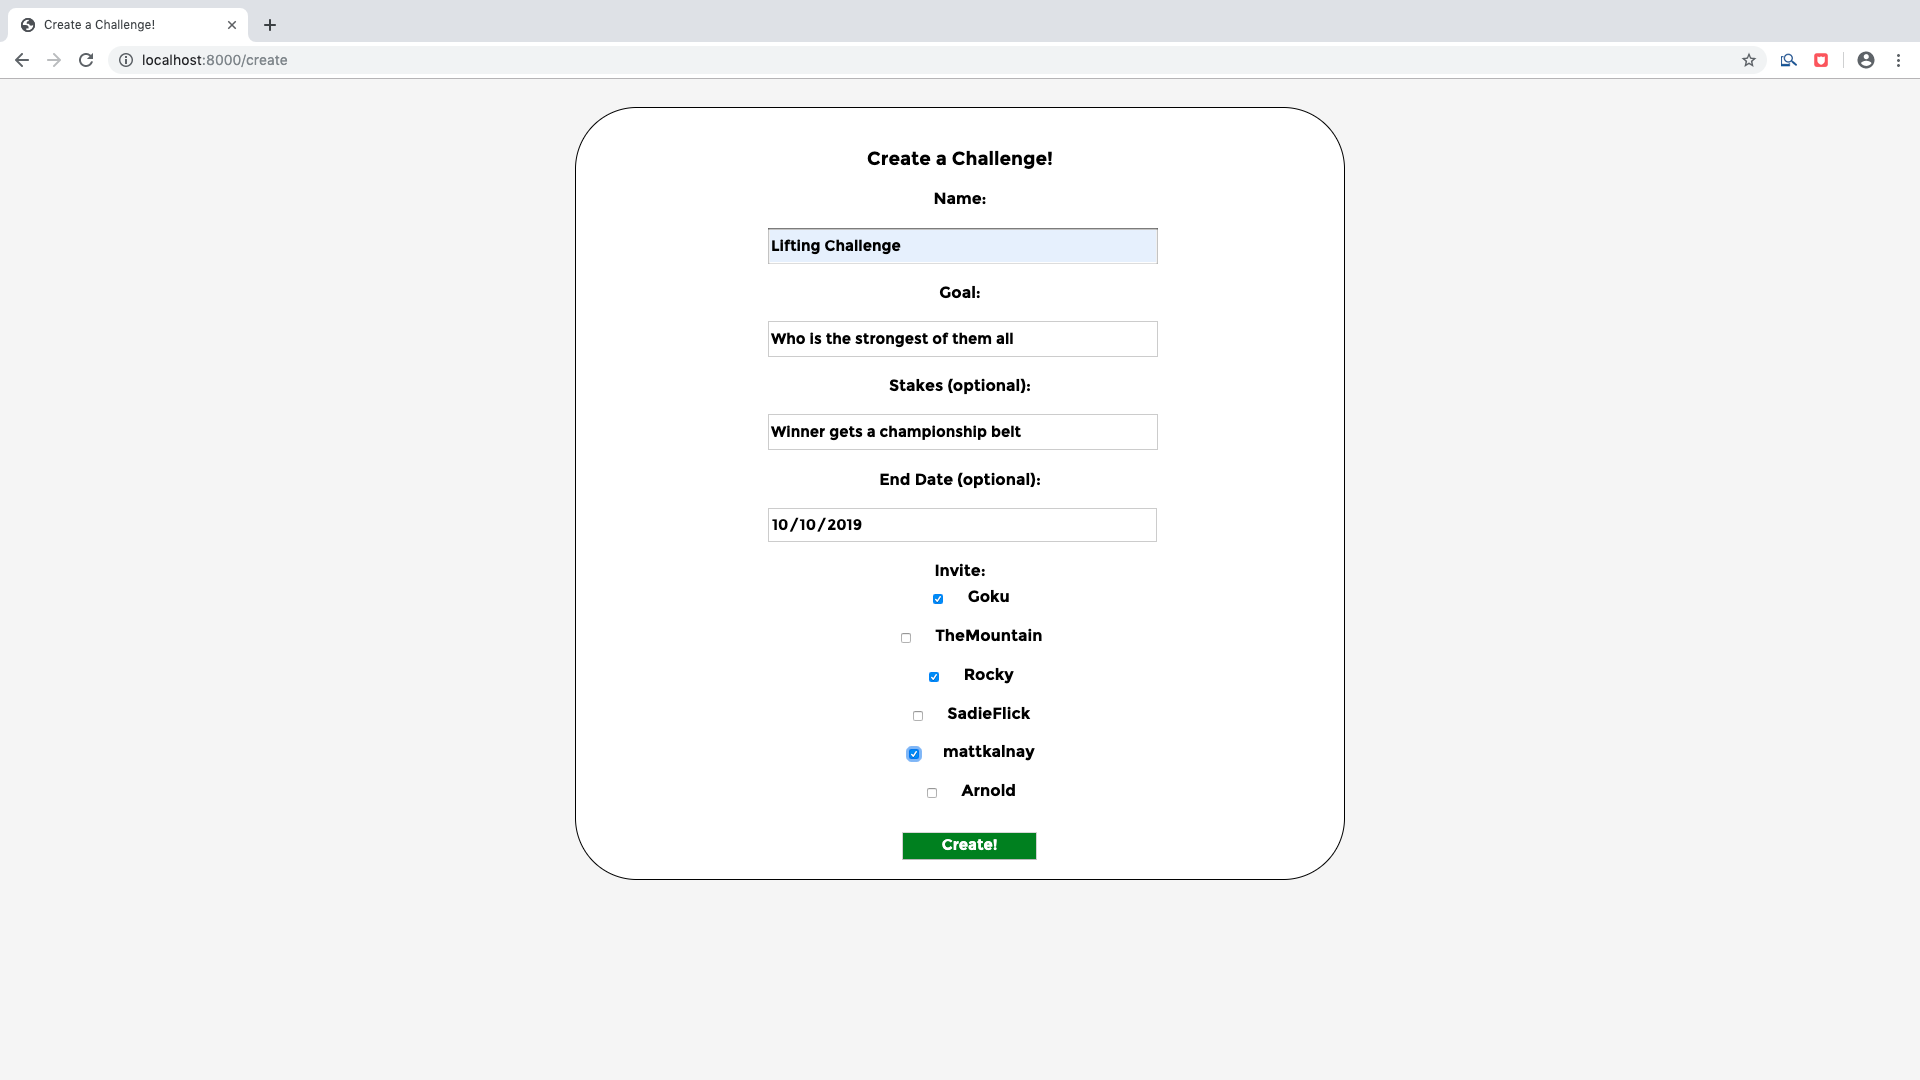 Create a Challenge!
localhost:8000/create
Create a Challenge!
Name:
Lifting Challenge
Goal:
Who is the strongest of them all
Stakes (optional):
Winner gets a championship belt
End Date (optional):
10/10/2019
Invite:
Goku
TheMountain
Rocky
SadieFlick
mattkalnay
Arnold
Create!